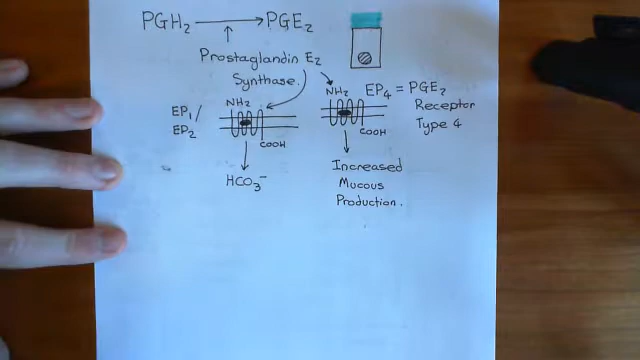 PGH₂ → PGE₂
Prostaglandin E₂
Synthase.
NH₂
EP₁/
EP₂
COOH
HCO₃⁻
NH₂
EP₄ = PGE₂
Receptor
Type 4
COOH
Increased
Mucous
Production.